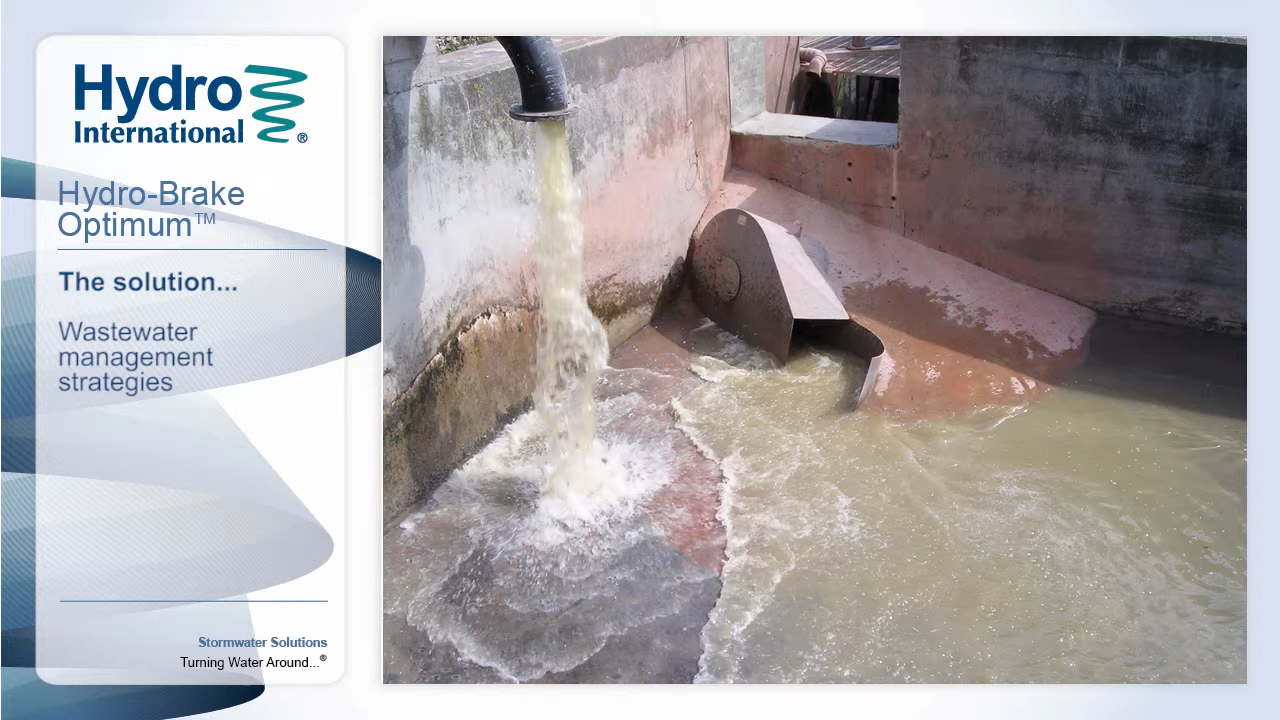 Hydro
International ®
Hydro-Brake
Optimum™
The solution...
Wastewater
management
strategies
Stormwater Solutions
Turning Water Around...®